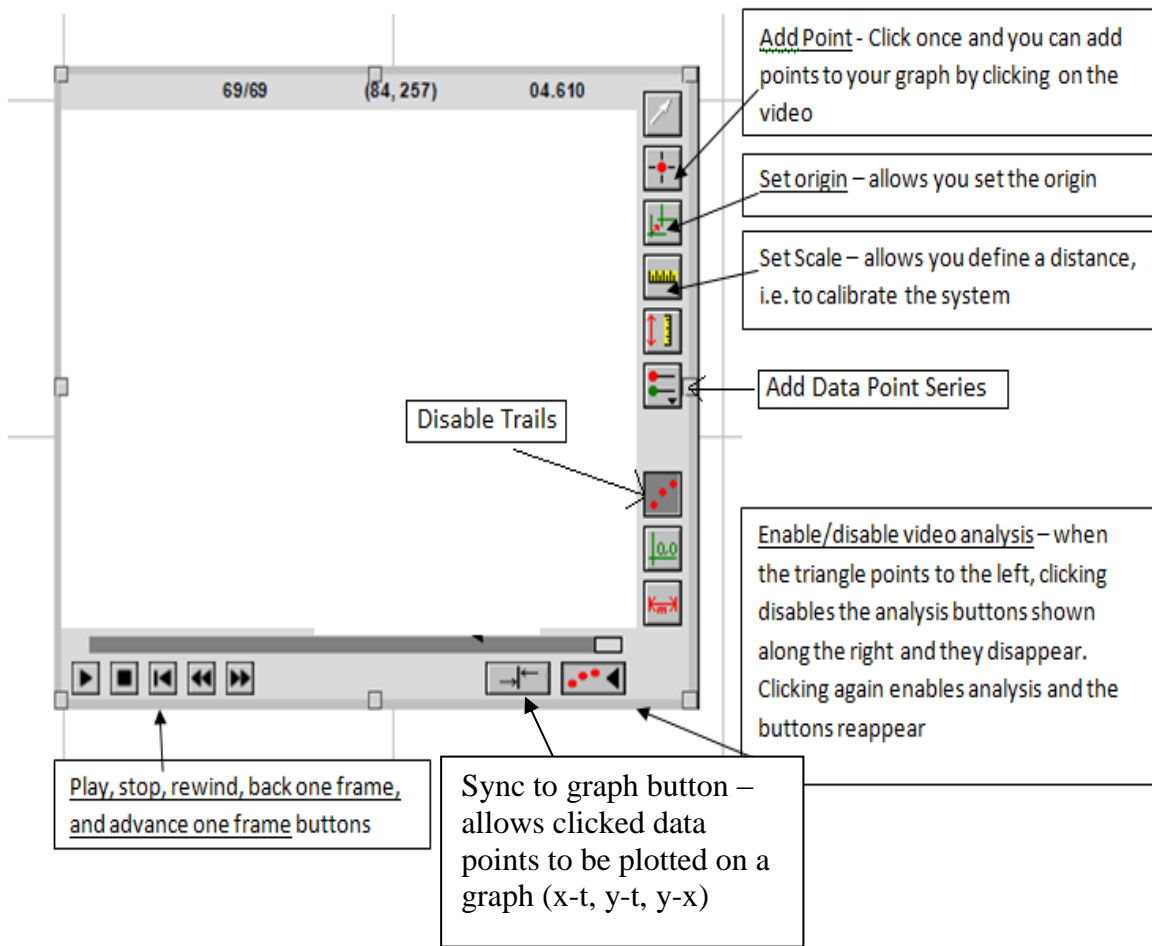 Add Point - Click once and you can add
points to your graph by clicking on the
video
69/69 (84, 257) 04.610
Set origin – allows you set the origin
Set Scale – allows you define a distance,
i.e. to calibrate the system
Add Data Point Series
Disable Trails
Enable/disable video analysis – when
the triangle points to the left, clicking
disables the analysis buttons shown
along the right and they disappear.
Clicking again enables analysis and the
buttons reappear
0,0
m
Play, stop, rewind, back one frame,
and advance one frame buttons
Sync to graph button –
allows clicked data
points to be plotted on a
graph (x-t, y-t, y-x)